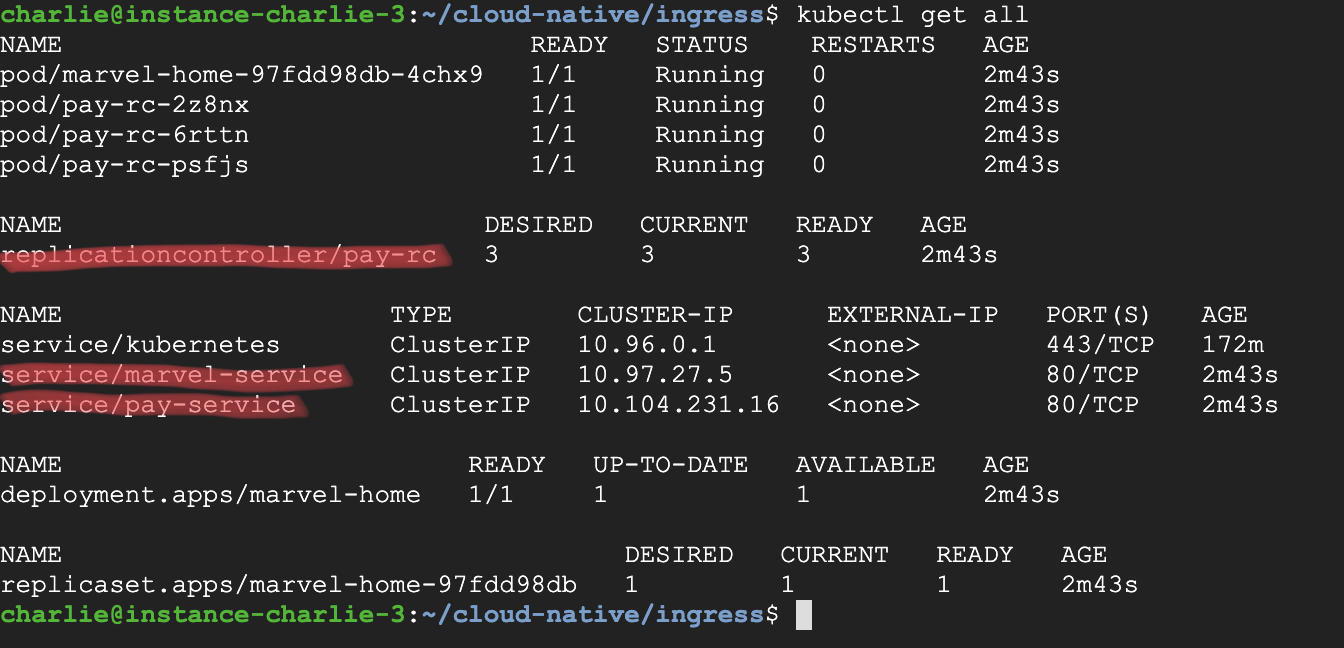 charlie@instance-charlie-3:~/cloud-native/ingress$ kubectl get all
NAME READY STATUS RESTARTS AGE
pod/marvel-home-97fdd98db-4chx9 1/1 Running 0 2m43s
pod/pay-rc-2z8nx 1/1 Running 0 2m43s
pod/pay-rc-6rttn 1/1 Running 0 2m43s
pod/pay-rc-psfjs 1/1 Running 0 2m43s
NAME DESIRED CURRENT READY AGE
replicationcontroller/pay-rc 3 3 3 2m43s
NAME TYPE CLUSTER-IP EXTERNAL-IP PORT(S) AGE
service/kubernetes ClusterIP 10.96.0.1 <none> 443/TCP 172m
service/marvel-service ClusterIP 10.97.27.5 <none> 80/TCP 2m43s
service/pay-service ClusterIP 10.104.231.16 <none> 80/TCP 2m43s
NAME READY UP-TO-DATE AVAILABLE AGE
deployment.apps/marvel-home 1/1 1 1 2m43s
NAME DESIRED CURRENT READY AGE
replicaset.apps/marvel-home-97fdd98db 1 1 1 2m43s
charlie@instance-charlie-3:~/cloud-native/ingress$